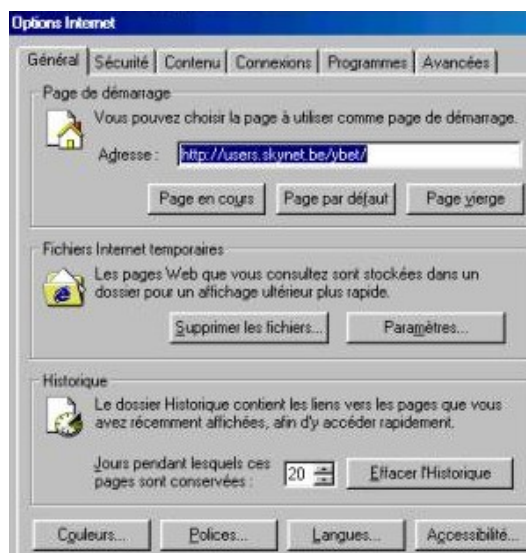 Options Internet
Général Sécurité Contenu Connexions Programmes Avancées
Page de démarrage
Vous pouvez choisir la page à utiliser comme page de démarrage.
Adresse : http://users.skynet.be/ybet/
Page en cours Page par défaut Page vierge
Fichiers Internet temporaires
Les pages Web que vous consultez sont stockées dans un
dossier pour un affichage ultérieur plus rapide.
Supprimer les fichiers... Paramètres...
Historique
Le dossier Historique contient les liens vers les pages que vous
avez récemment affichées, afin d'y accéder rapidement.
Jours pendant lesquels ces
pages sont conservées : 20 Effacer l'Historique
Couleurs... Polices... Langues... Accessibilité...